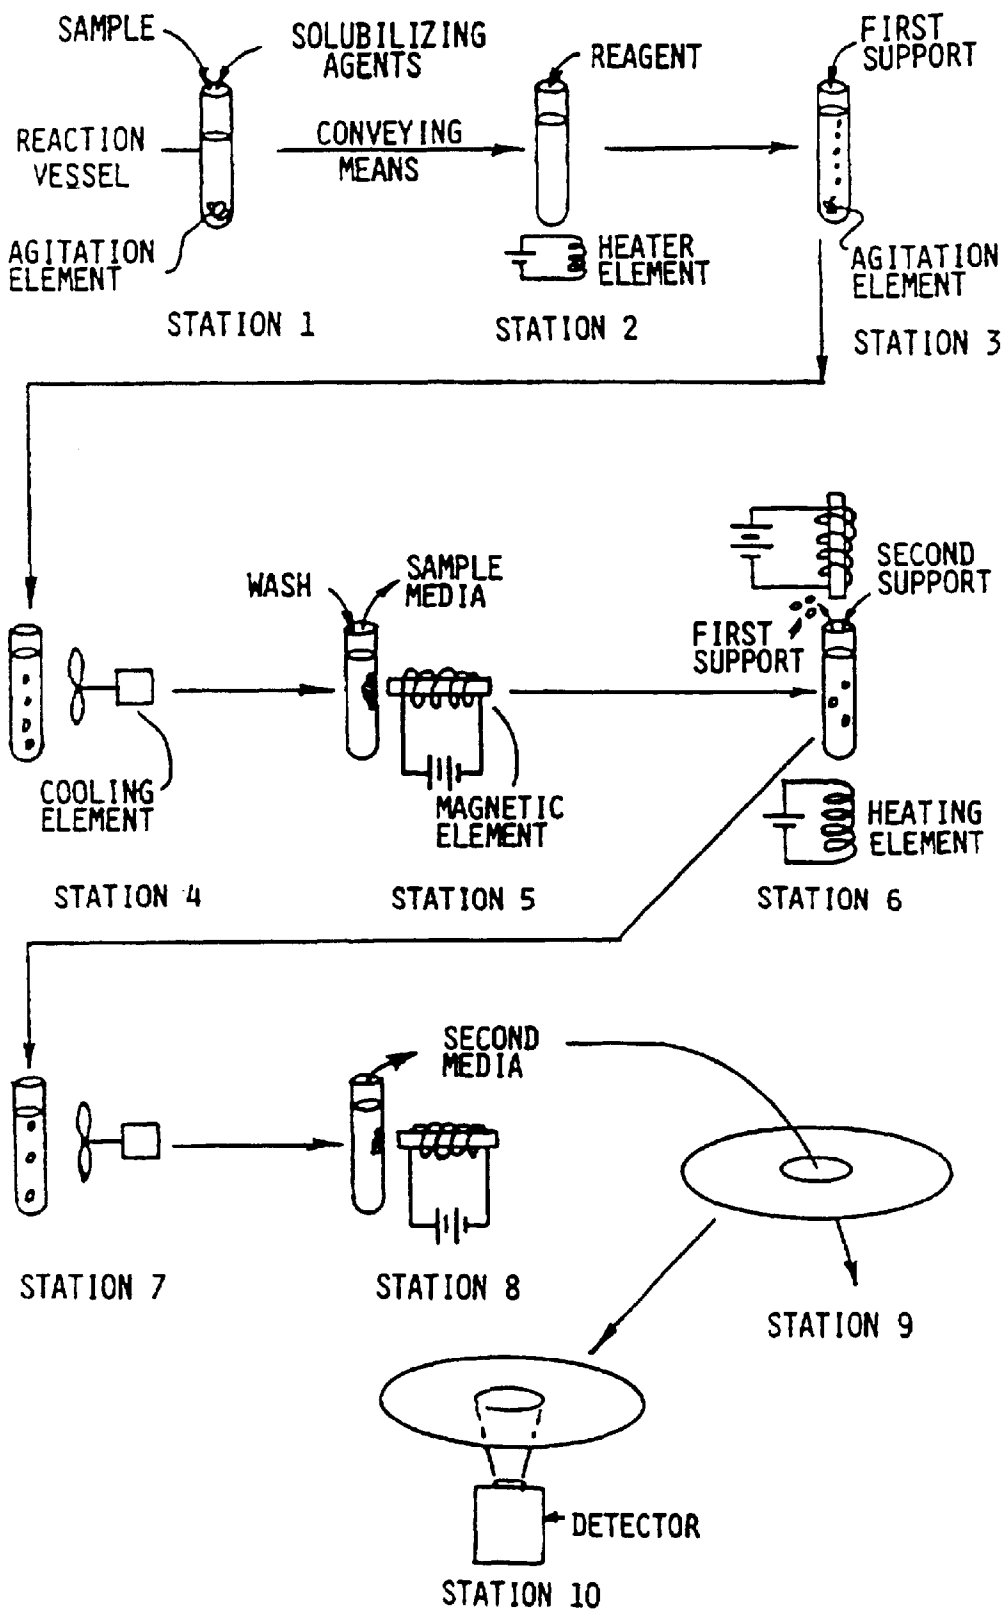 SAMPLE
SOLUBILIZING
AGENTS
REACTION
VESSEL
AGITATION
ELEMENT
STATION 1
CONVEYING
MEANS
REAGENT
HEATER
ELEMENT
STATION 2
FIRST
SUPPORT
AGITATION
ELEMENT
STATION 3
COOLING
ELEMENT
STATION 4
WASH
SAMPLE
MEDIA
MAGNETIC
ELEMENT
STATION 5
SECOND
SUPPORT
FIRST
SUPPORT
HEATING
ELEMENT
STATION 6
STATION 7
SECOND
MEDIA
STATION 8
STATION 9
DETECTOR
STATION 10